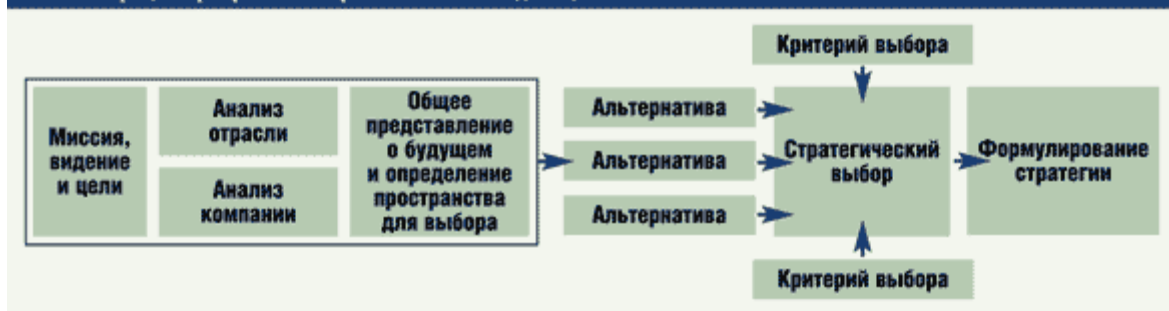 Миссия,
видение
и цели
Анализ
отрасли
Анализ
компании
Общее
представление
о будущем
и определение
пространства
для выбора
Альтернатива
Альтернатива
Альтернатива
Критерий выбора
Стратегический
выбор
Критерий выбора
Формулирование
стратегии